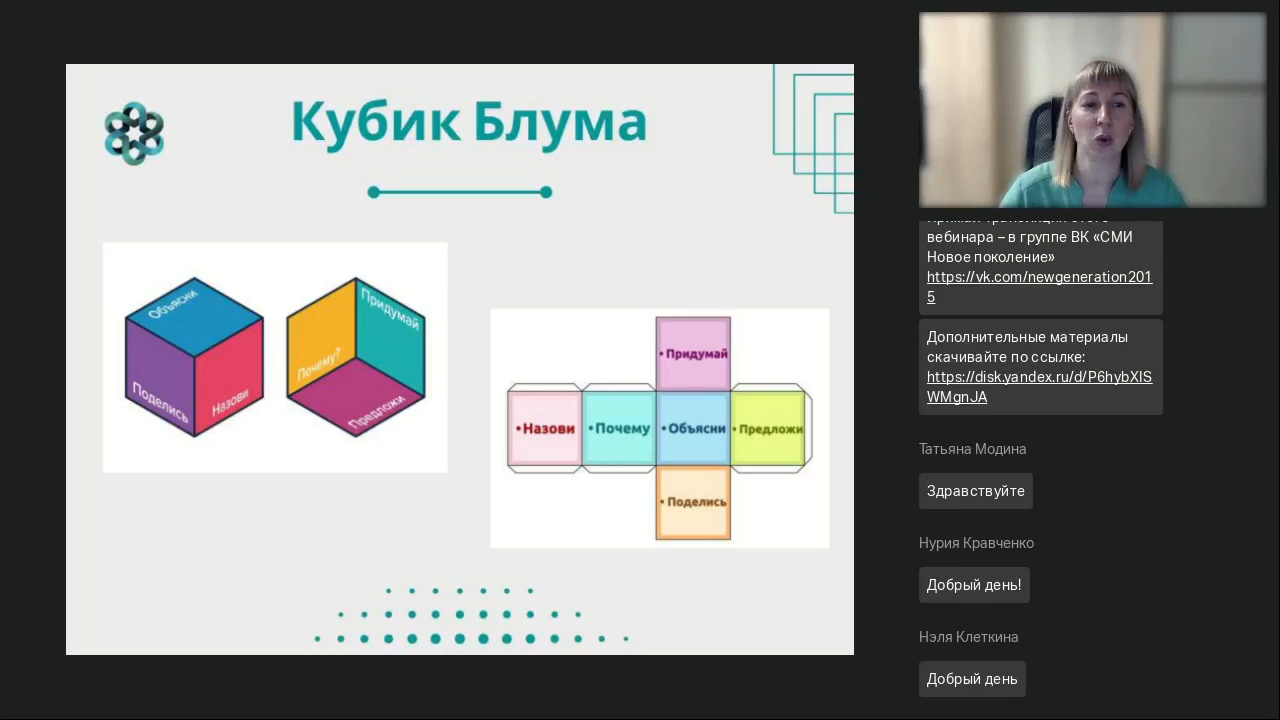 Кубик Блума
Объясни
Поделись
Назови
Почему?
Придумай
Предложи
• Придумай
• Назови
• Почему
• Объясни
• Предложи
• Поделись
вебинара – в группе ВК «СМИ
Новое поколение»
https://vk.com/newgeneration201
5
Дополнительные материалы
скачивайте по ссылке:
https://disk.yandex.ru/d/P6hybXIS
WMgnJA
Татьяна Модина
Здравствуйте
Нурия Кравченко
Добрый день!
Нэля Клеткина
Добрый день